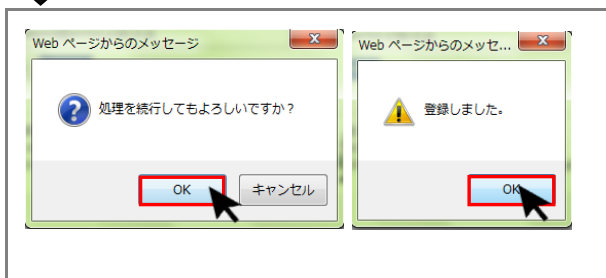 Web ページからのメッセージ
処理を続行してもよろしいですか?
OK
キャンセル
Web ページからのメッセ...
登録しました。
OK